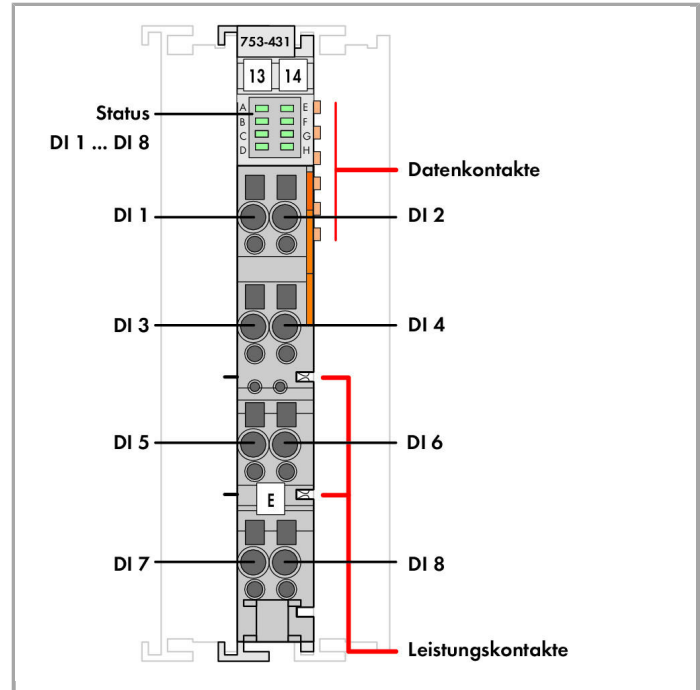 753-431
13 14
Status
DI 1 ... DI 8
A E
B F
C G
D H
Datenkontakte
DI 1 DI 2
DI 3 DI 4
DI 5 DI 6
E
DI 7 DI 8
Leistungskontakte